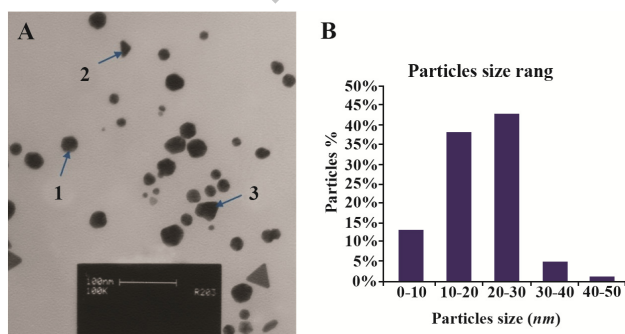 A
2
1
3
100nm
100K
R203
B
Particles size rang
Particles %
50%
45%
40%
35%
30%
25%
20%
15%
10%
5%
0%
0-10 10-20 20-30 30-40 40-50
Particles size (nm)